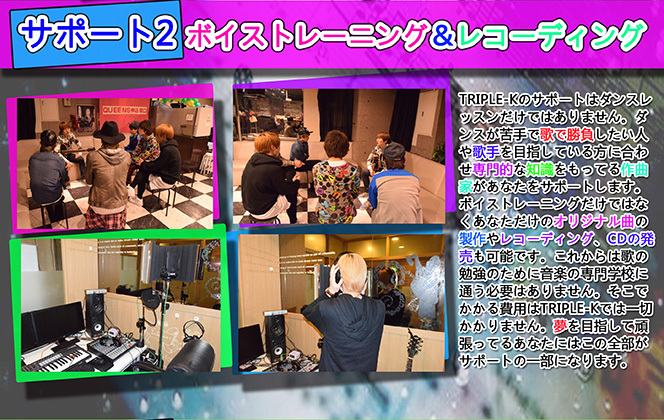 サポート2 ボイストレーニング&レコーディング
QUEENS
TRIPLE-Kのサポートはダンスレ
ッスンだけではありません。ダ
ンスが苦手で歌で勝負したい人
や歌手を目指している方に合わ
せ専門的な知識をもってる作曲
家があなたをサポートします。
ボイストレーニングだけではな
くあなただけのオリジナル曲の
製作やレコーディング、CDの発
売も可能です。これからは歌の
勉強のために音楽の専門学校に
通う必要はありません。そこで
かかる費用はTRIPLE-Kでは一切
かかりません。夢を目指して頑
張ってるあなたにはこの全部が
サポートの一部になります。